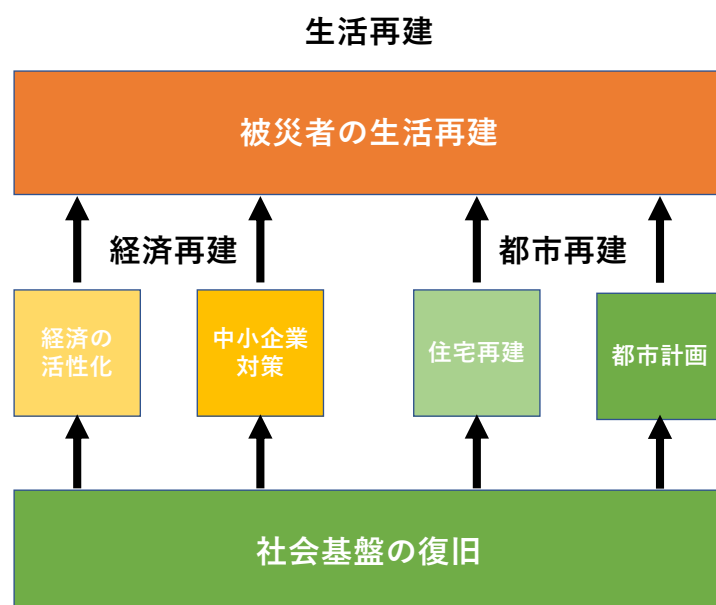 生活再建
被災者の生活再建
経済再建
都市再建
経済の
活性化
中小企業
対策
住宅再建
都市計画
社会基盤の復旧